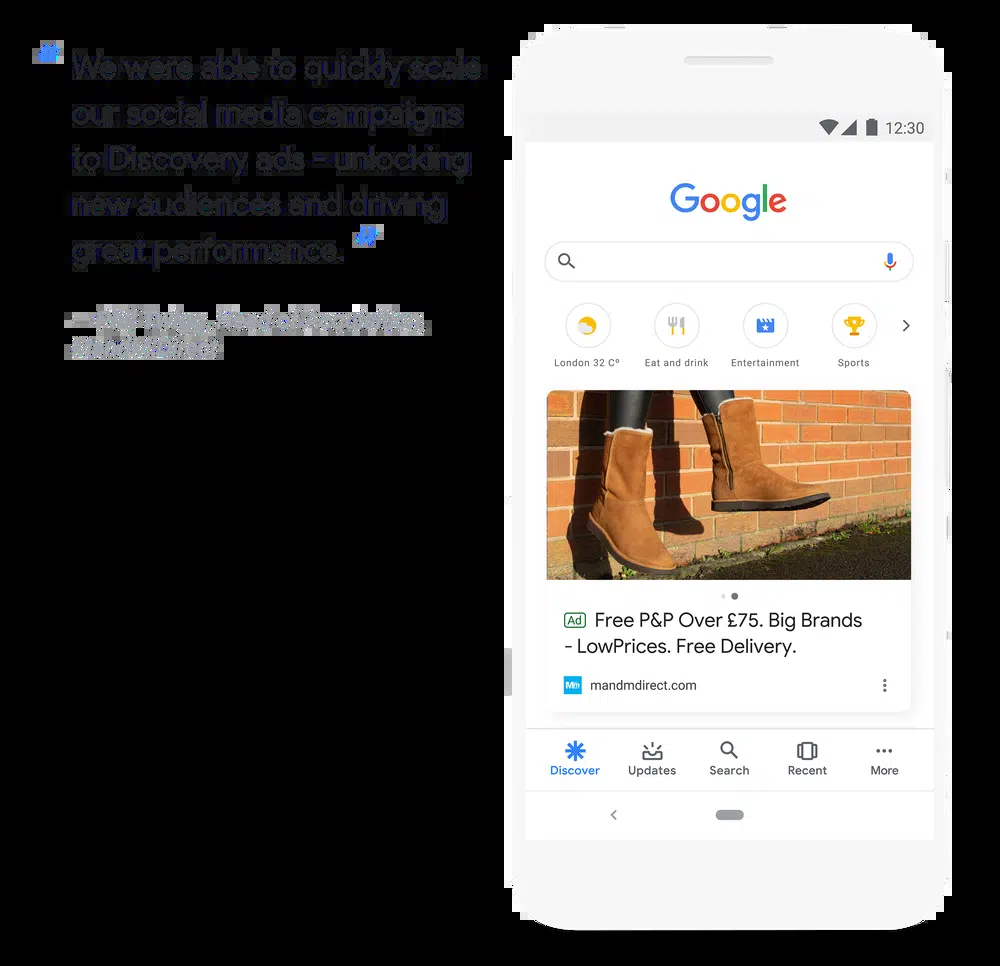 We were able to quickly scale
our social media campaigns
to Discovery ads – unlocking
new audiences and driving
great performance.
12:30
Google
London 32 Cº
Eat and drink
Entertainment
Sports
Ad Free P&P Over £75. Big Brands
- LowPrices. Free Delivery.
mandmdirect.com
Discover
Updates
Search
Recent
More